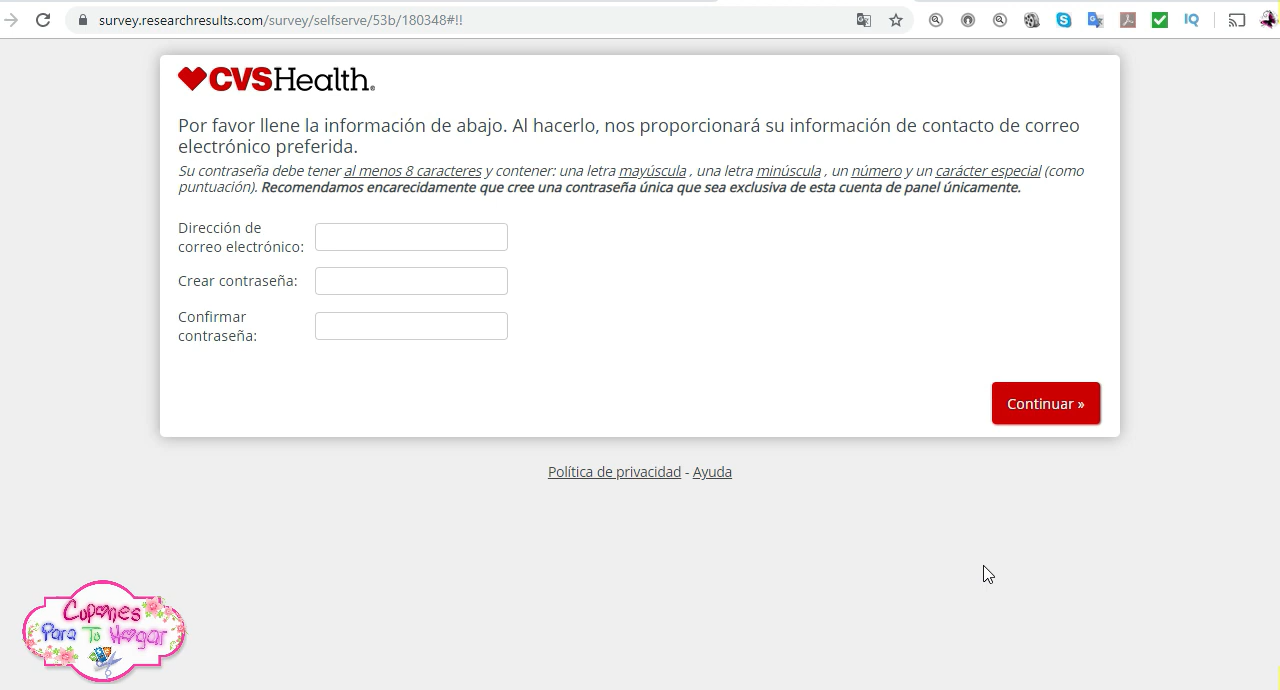 survey.researchresults.com/survey/selfserve/53b/180348#!!
IQ
CVSHealth.
Por favor llene la información de abajo. Al hacerlo, nos proporcionará su información de contacto de correo
electrónico preferida.
Su contraseña debe tener al menos 8 caracteres y contener: una letra mayúscula , una letra minúscula , un número y un carácter especial (como
puntuación). Recomendamos encarecidamente que cree una contraseña única que sea exclusiva de esta cuenta de panel únicamente.
Dirección de
correo electrónico:
Crear contraseña:
Confirmar
contraseña:
Continuar »
Política de privacidad - Ayuda
Cupones
Para Tu Hogar